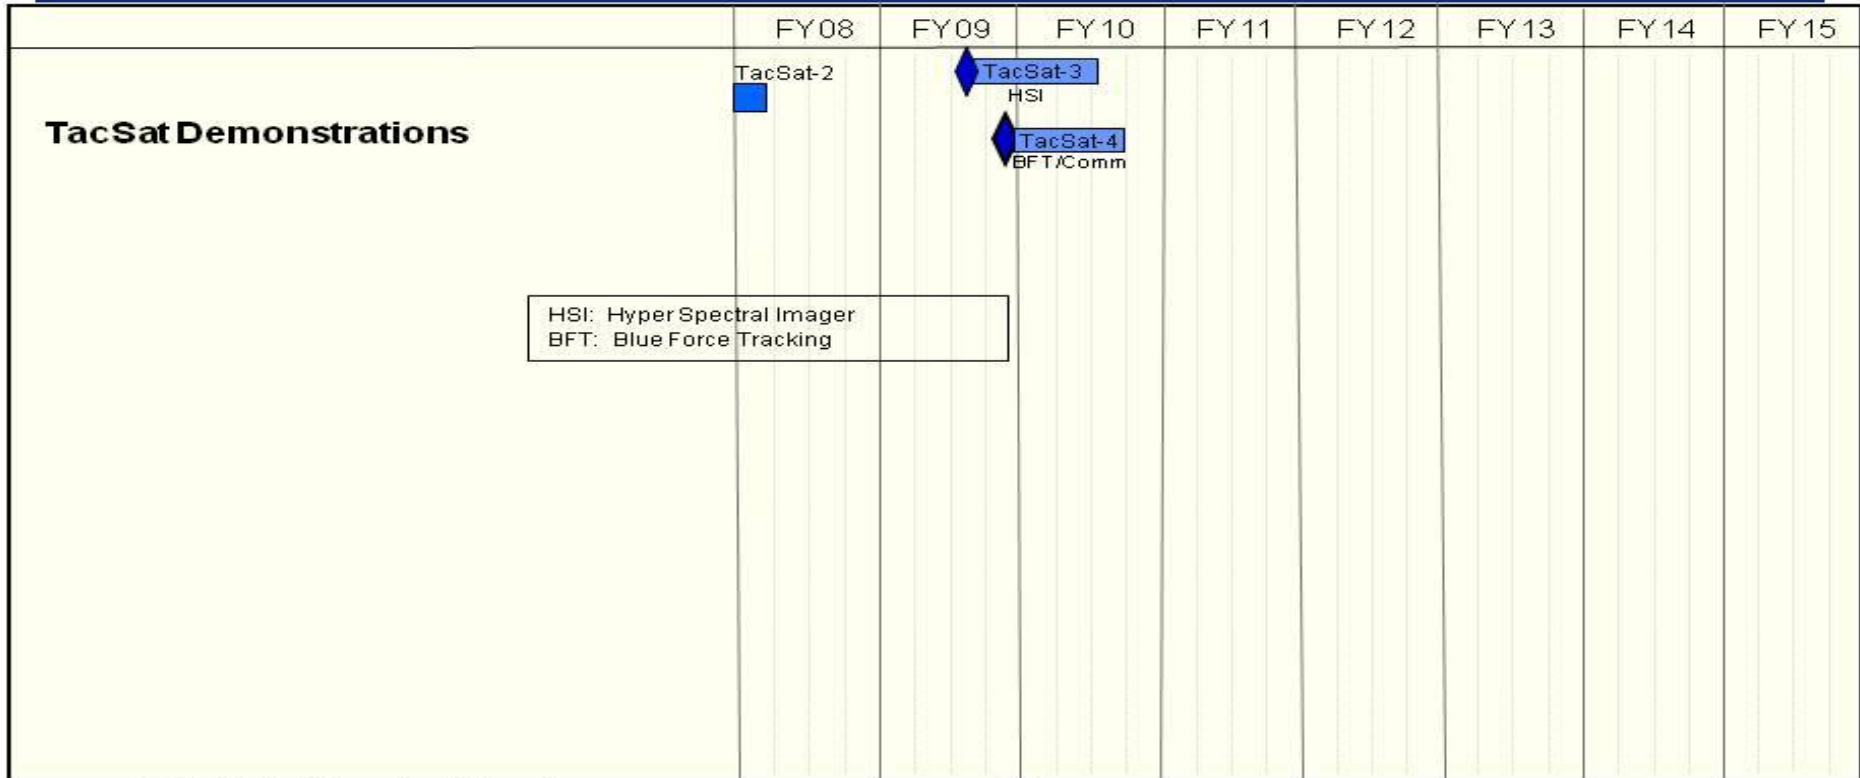 FY08 FY09 FY10 FY11 FY12 FY13 FY14 FY15
TacSat-2
TacSat-3
HSI
TacSat Demonstrations
TacSat-4
BFT/Comm
HSI: Hyper Spectral Imager
BFT: Blue Force Tracking